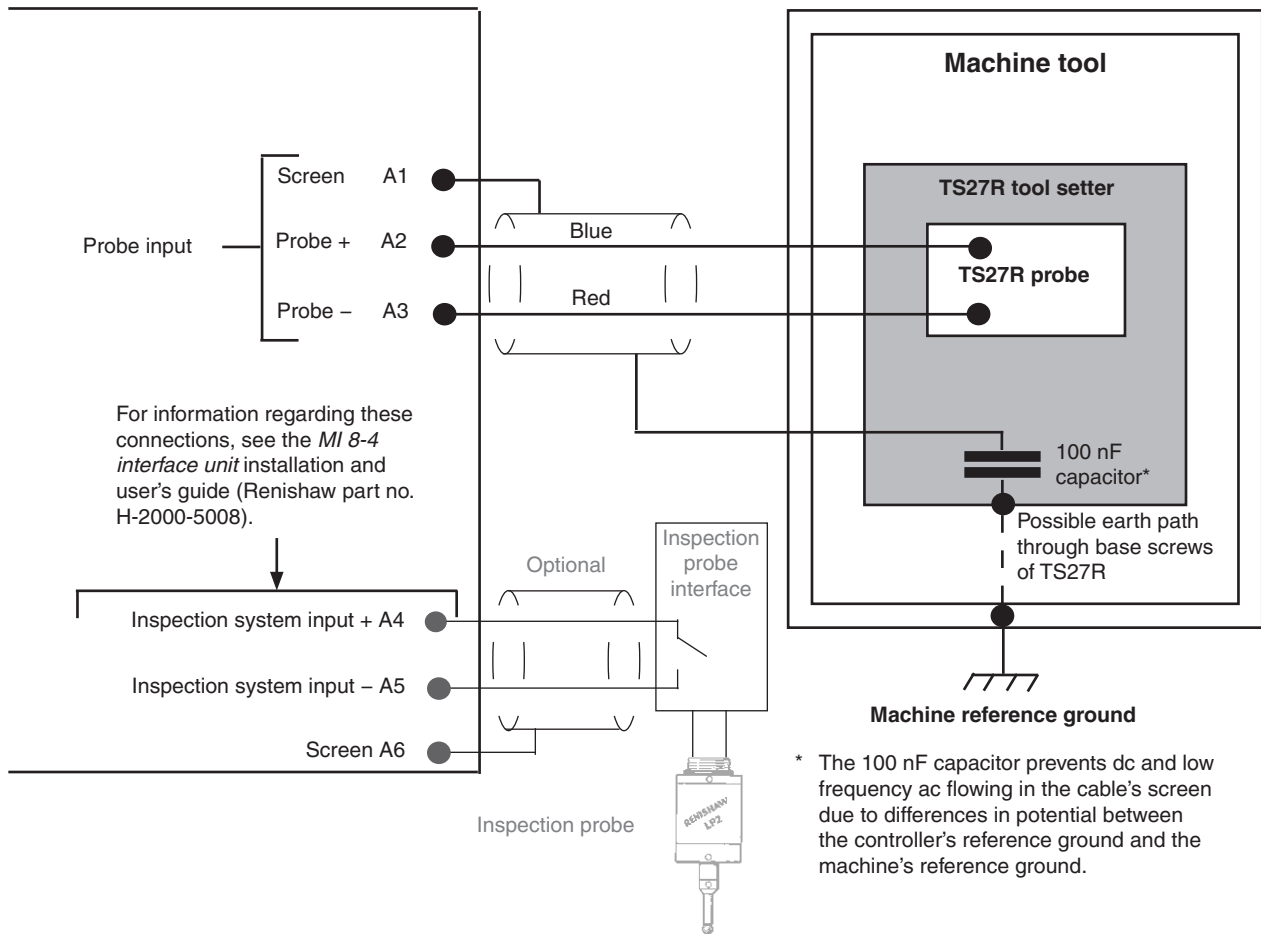 Machine tool
TS27R tool setter
TS27R probe
Screen A1
Probe + A2
Probe − A3
Probe input
Blue
Red
For information regarding these
connections, see the MI 8-4
interface unit installation and
user's guide (Renishaw part no.
H-2000-5008).
100 nF
capacitor*
Possible earth path
through base screws
of TS27R
Optional
Inspection
probe
interface
Inspection system input + A4
Inspection system input − A5
Screen A6
Machine reference ground
Inspection probe
RENISHAW
LP2
* The 100 nF capacitor prevents dc and low
frequency ac flowing in the cable's screen
due to differences in potential between
the controller's reference ground and the
machine's reference ground.